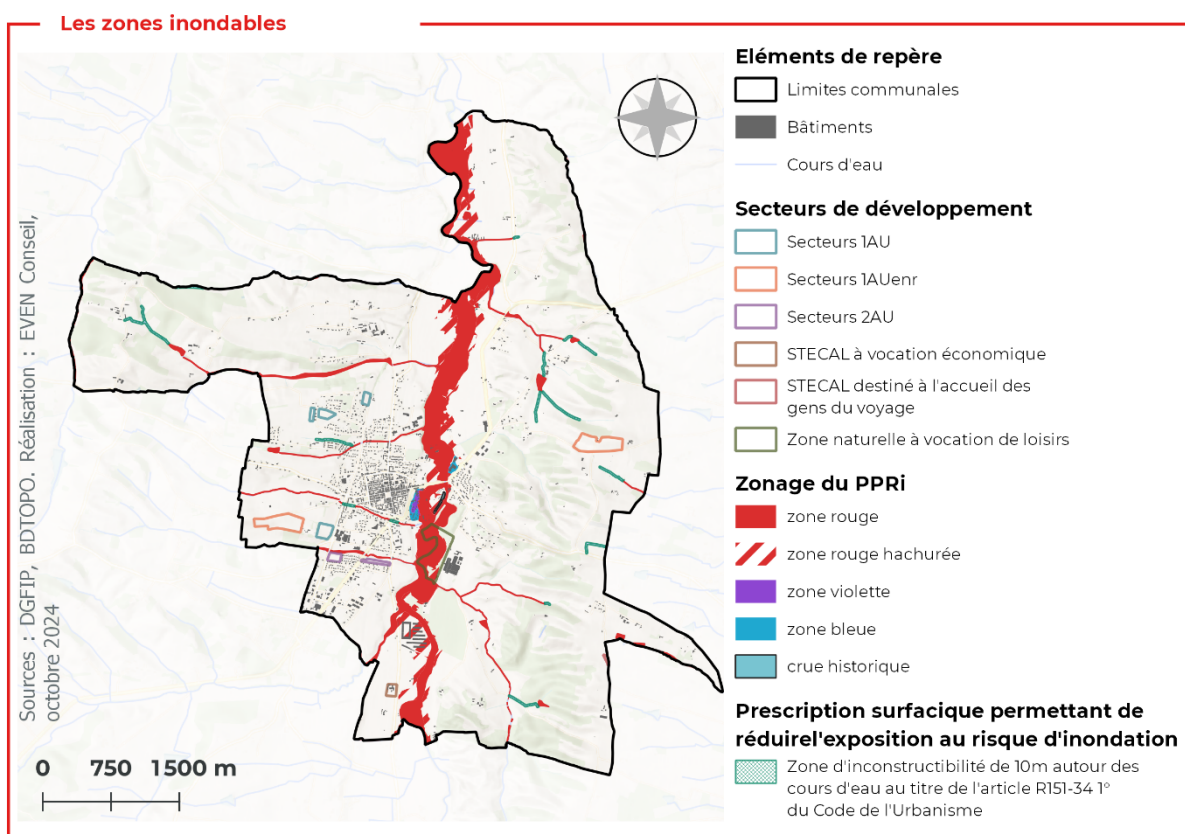 Les zones inondables
Eléments de repère
Limites communales
Bâtiments
Cours d'eau
Secteurs de développement
Secteurs 1AU
Secteurs 1AUenr
Secteurs 2AU
STECAL à vocation économique
STECAL destiné à l'accueil des
gens du voyage
Zone naturelle à vocation de loisirs
Zonage du PPRi
zone rouge
zone rouge hachurée
zone violette
zone bleue
crue historique
Prescription surfacique permettant de
réduirel'exposition au risque d'inondation
Zone d'inconstructibilité de 10m autour des
cours d'eau au titre de l'article R151-34 1°
du Code de l'Urbanisme
Sources : DGFIP, BDTOPO. Réalisation : EVEN Conseil,
octobre 2024
0 750 1500 m